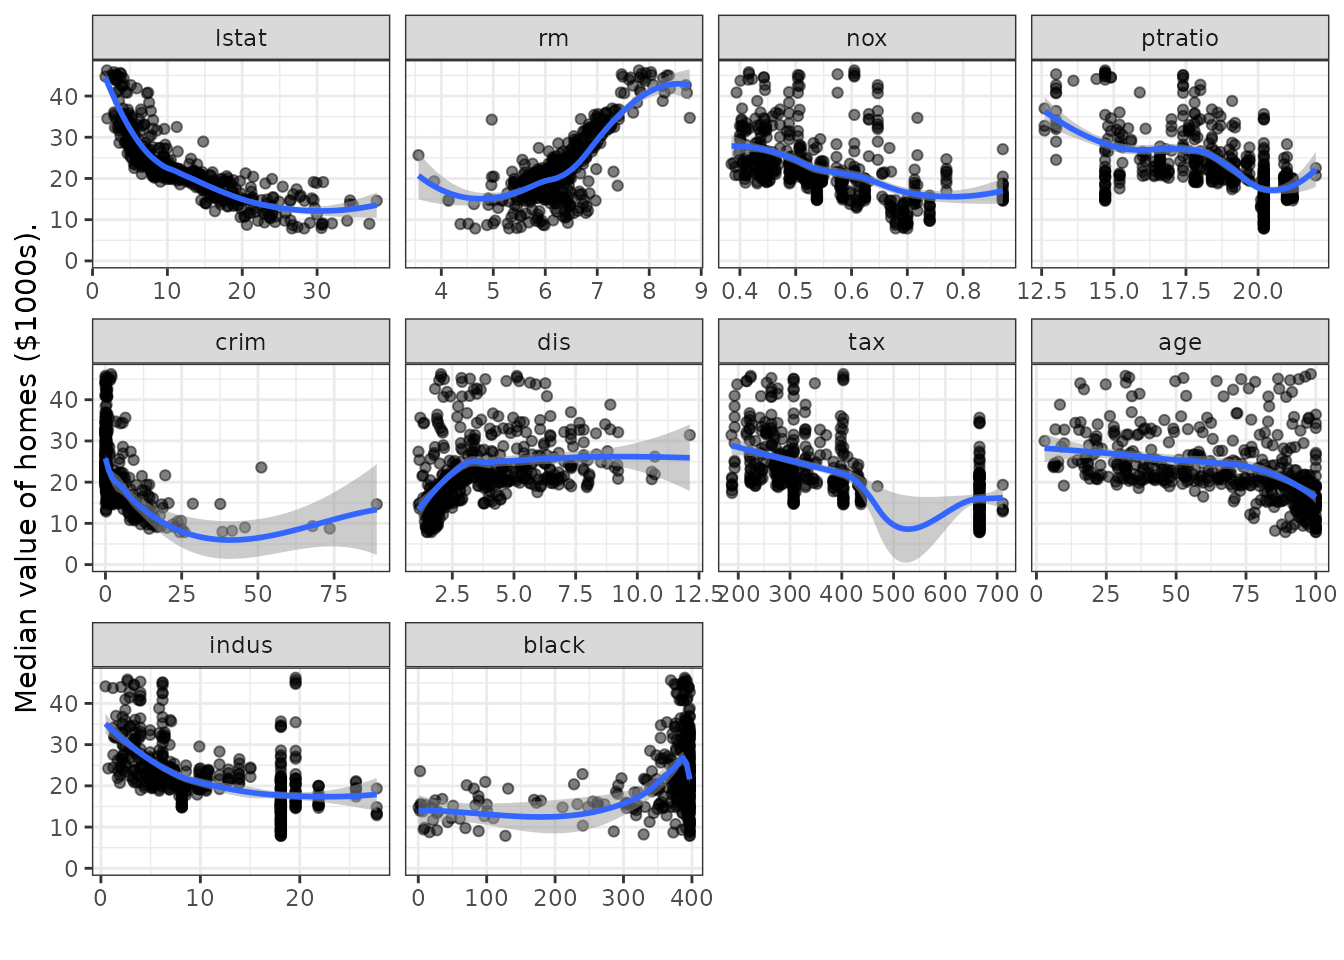 Median value of homes ($1000s).
lstat rm nox ptratio
40
30
20
10
0
0 10 20 30 4 5 6 7 8 9 0.4 0.5 0.6 0.7 0.8 12.5 15.0 17.5 20.0
crim dis tax age
40
30
20
10
0
0 25 50 75 2.5 5.0 7.5 10.0 12.5 200 300 400 500 600 700 0 25 50 75 100
indus black
40
30
20
10
0
0 10 20 0 100 200 300 400